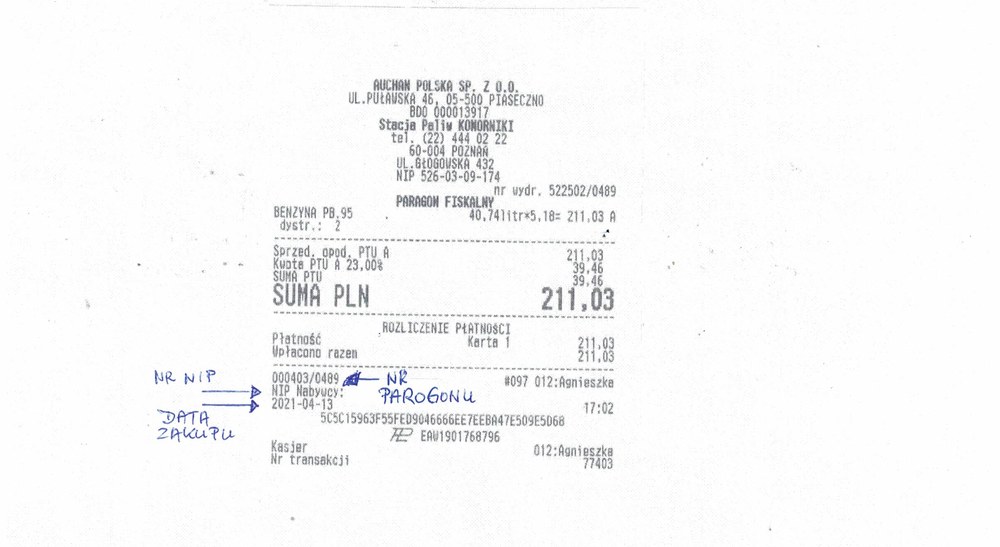 AUCHAN POLSKA SP. Z O.O.
UL.PUŁAWSKA 46, 05-500 PIASECZNO
BDO 000013917
Stacja Paliw KOMORNIKI
tel. (22) 444 02 22
60-004 POZNAŃ
UL.GŁOGOWSKA 432
NIP 526-03-09-174
nr wydr. 522502/0489
PARAGON FISKALNY
BENZYNA PB.95 40,74litr*5,18= 211,03 A
dystr.: 2
Sprzed. opod. PTU A 211,03
Kwota PTU A 23,00% 39,46
SUMA PTU 39,46
SUMA PLN 211,03
ROZLICZENIE PŁATNOŚCI
Płatność Karta 1 211,03
Wpłacono razem 211,03
NR NIP
000403/0489 NR PAROGONU #097 012:Agnieszka
NIP Nabywcy:
2021-04-13 17:02
DATA
ZAKUPU
5C5C15963F55FED9046666EE7EEBA47E509E5D68
EAW1901768796
Kasjer 012:Agnieszka
Nr transakcji 77403